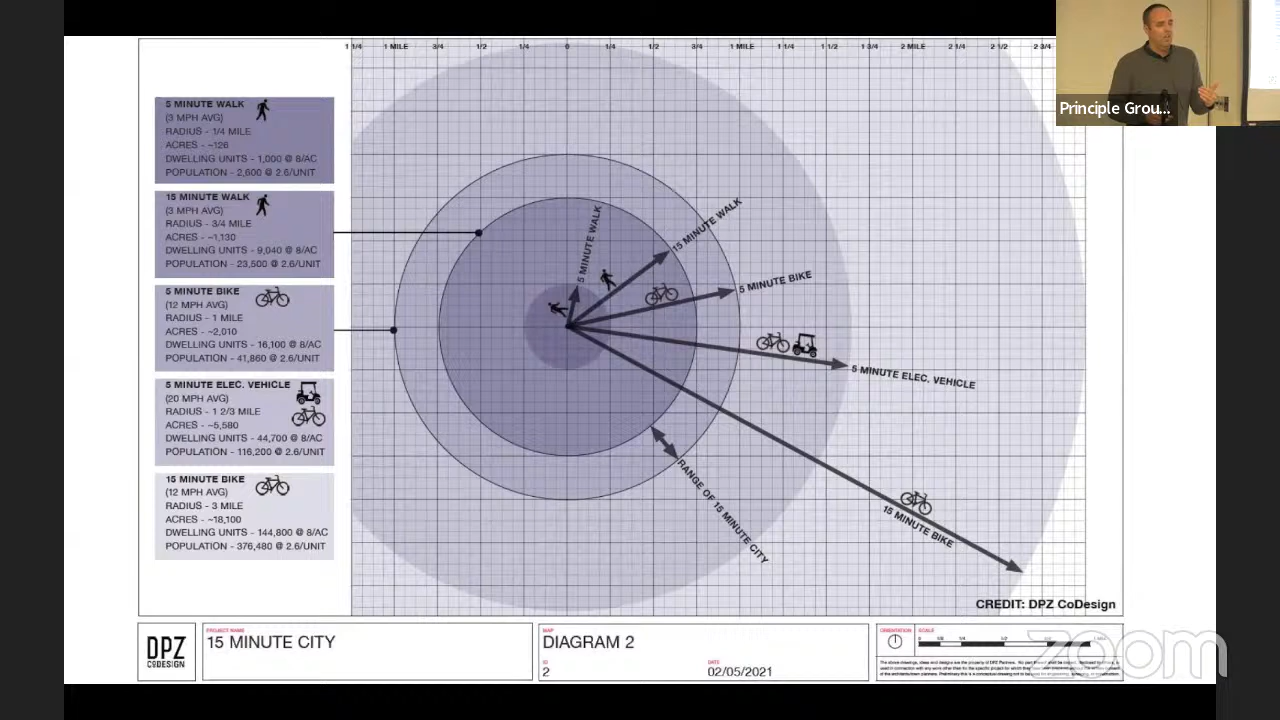 1 1/4 1 MILE 3/4 1/2 1/4 0 1/4 1/2 3/4 1 MILE 1 1/4 1 1/2 1 3/4 2 MILE 2 1/4 2 1/2 2 3/4
Principle Grou...
5 MINUTE WALK
(3 MPH AVG)
RADIUS - 1/4 MILE
ACRES - ~126
DWELLING UNITS - 1,000 @ 8/AC
POPULATION - 2,600 @ 2.6/UNIT
15 MINUTE WALK
(3 MPH AVG)
RADIUS - 3/4 MILE
ACRES - ~1,130
DWELLING UNITS - 9,040 @ 8/AC
POPULATION - 23,500 @ 2.6/UNIT
5 MINUTE BIKE
(12 MPH AVG)
RADIUS - 1 MILE
ACRES - ~2,010
DWELLING UNITS - 16,100 @ 8/AC
POPULATION - 41,860 @ 2.6/UNIT
5 MINUTE ELEC. VEHICLE
(20 MPH AVG)
RADIUS - 1 2/3 MILE
ACRES - ~5,580
DWELLING UNITS - 44,700 @ 8/AC
POPULATION - 116,200 @ 2.6/UNIT
15 MINUTE BIKE
(12 MPH AVG)
RADIUS - 3 MILE
ACRES - ~18,100
DWELLING UNITS - 144,800 @ 8/AC
POPULATION - 376,480 @ 2.6/UNIT
5 MINUTE WALK
15 MINUTE WALK
5 MINUTE BIKE
5 MINUTE ELEC. VEHICLE
RANGE OF 15 MINUTE CITY
15 MINUTE BIKE
CREDIT: DPZ CoDesign
DPZ
CODESIGN
PROJECT NAME
15 MINUTE CITY
MAP
DIAGRAM 2
ID
2
DATE
02/05/2021
ORIENTATION
SCALE
zoom